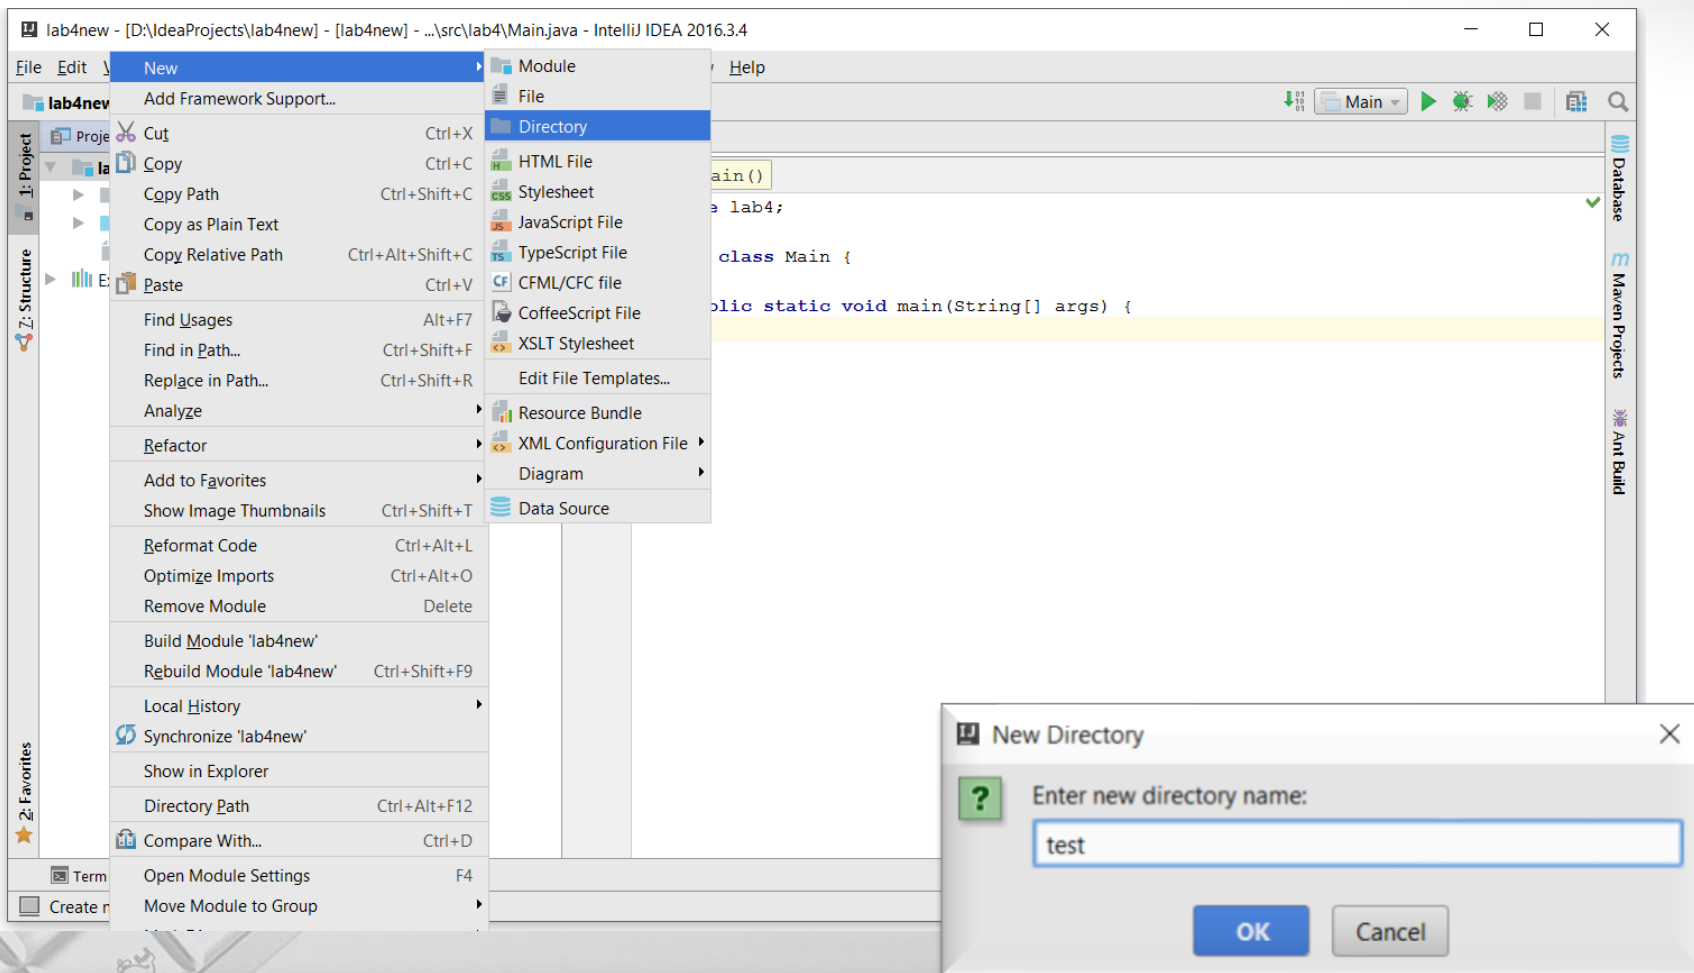 lab4new - [D:\IdeaProjects\lab4new] - [lab4new] - ...\src\lab4\Main.java - IntelliJ IDEA 2016.3.4
File Edit Help
lab4new Main
1: Project
7: Structure
2: Favorites
New
Add Framework Support...
Cut Ctrl+X
Copy Ctrl+C
Copy Path Ctrl+Shift+C
Copy as Plain Text
Copy Relative Path Ctrl+Alt+Shift+C
Paste Ctrl+V
Find Usages Alt+F7
Find in Path... Ctrl+Shift+F
Replace in Path... Ctrl+Shift+R
Analyze
Refactor
Add to Favorites
Show Image Thumbnails Ctrl+Shift+T
Reformat Code Ctrl+Alt+L
Optimize Imports Ctrl+Alt+O
Remove Module Delete
Build Module 'lab4new'
Rebuild Module 'lab4new' Ctrl+Shift+F9
Local History
Synchronize 'lab4new'
Show in Explorer
Directory Path Ctrl+Alt+F12
Compare With... Ctrl+D
Open Module Settings F4
Move Module to Group
Module
File
Directory
HTML File
Stylesheet
JavaScript File
TypeScript File
CFML/CFC file
CoffeeScript File
XSLT Stylesheet
Edit File Templates...
Resource Bundle
XML Configuration File
Diagram
Data Source
ain()
e lab4;
class Main {
blic static void main(String[] args) {
Database
Maven Projects
Ant Build
Proje
Term
Create
New Directory
Enter new directory name:
test
OK Cancel